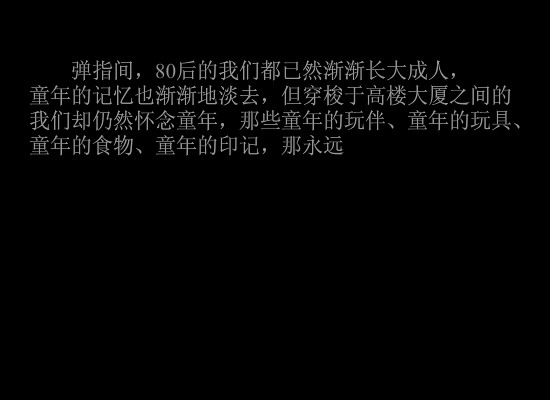 弹指间，80后的我们都已然渐渐长大成人，
童年的记忆也渐渐地淡去，但穿梭于高楼大厦之间的
我们却仍然怀念童年，那些童年的玩伴、童年的玩具、
童年的食物、童年的印记，那永远